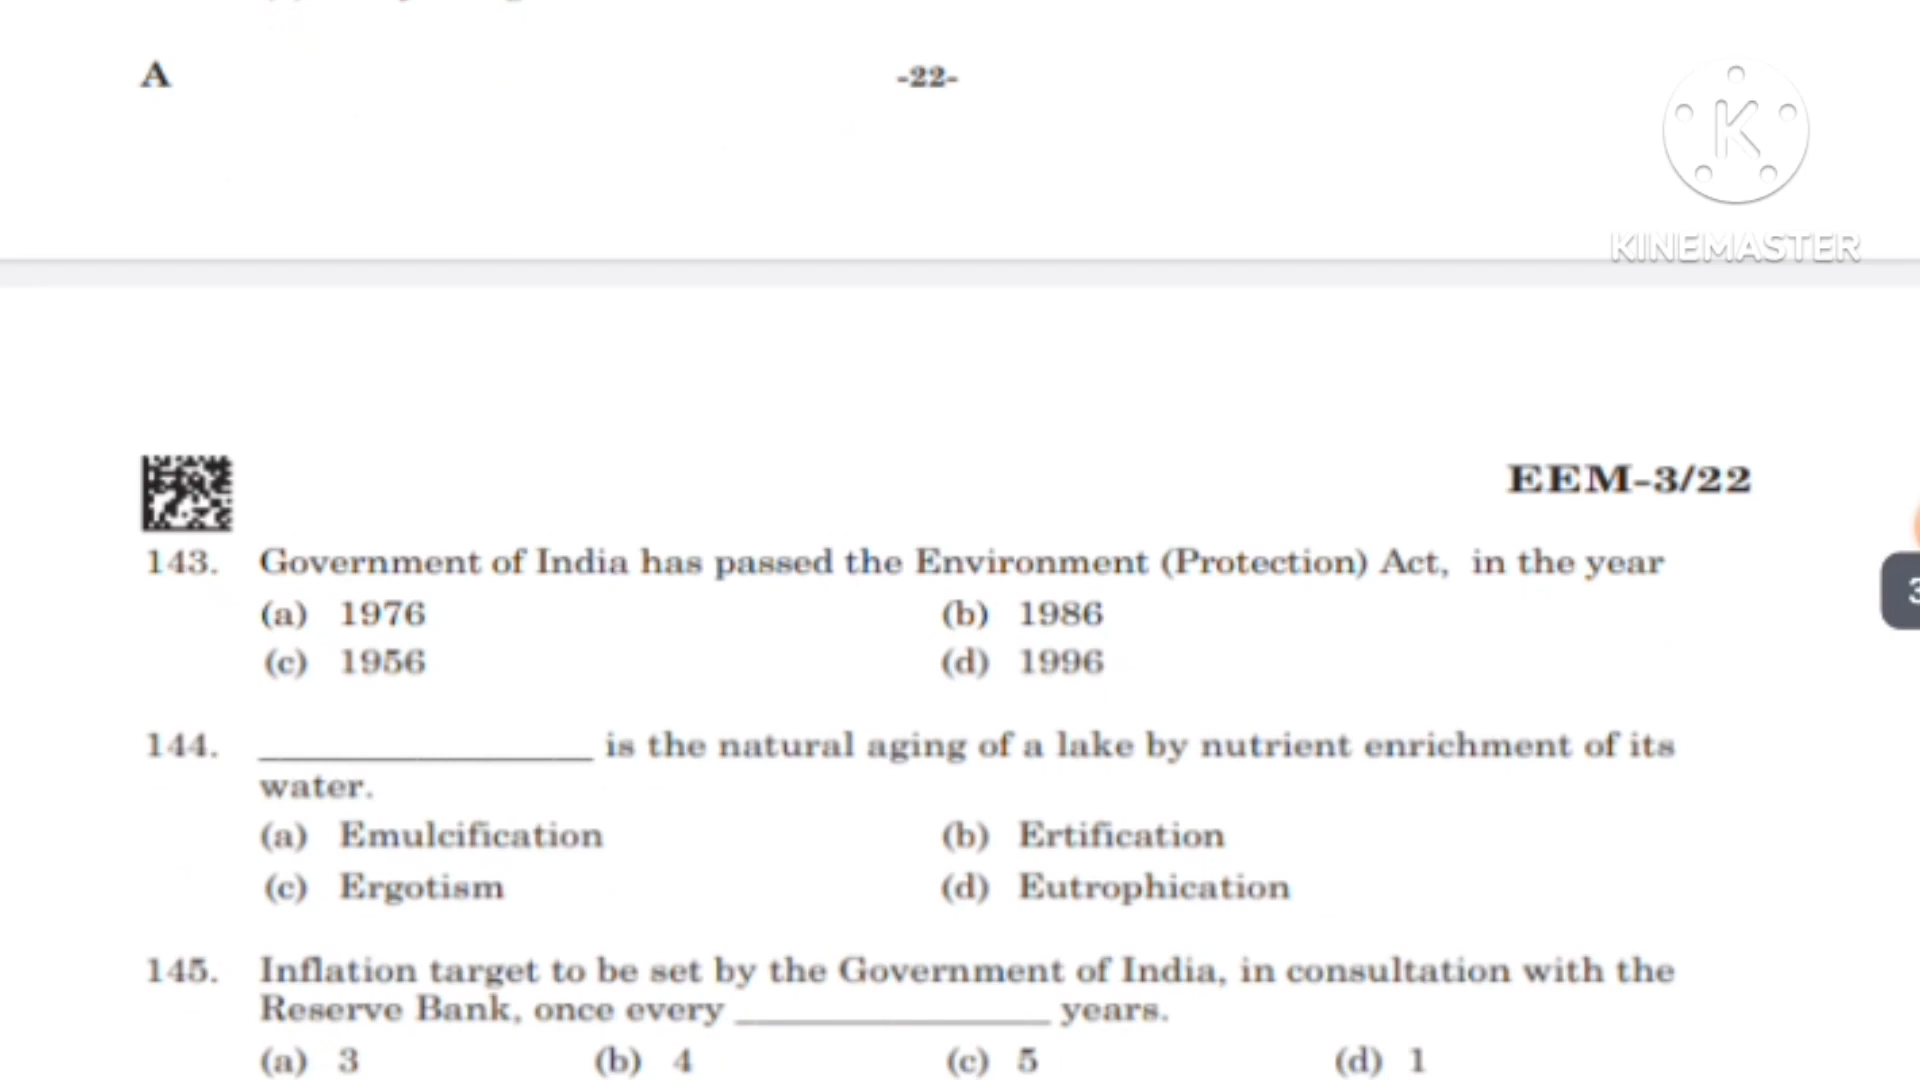 A -22-
K
KINEMASTER
EEM-3/22
143. Government of India has passed the Environment (Protection) Act, in the year
(a) 1976 (b) 1986
(c) 1956 (d) 1996
144. ________________ is the natural aging of a lake by nutrient enrichment of its
water.
(a) Emulcification (b) Ertification
(c) Ergotism (d) Eutrophication
145. Inflation target to be set by the Government of India, in consultation with the
Reserve Bank, once every ________________ years.
(a) 3 (b) 4 (c) 5 (d) 1